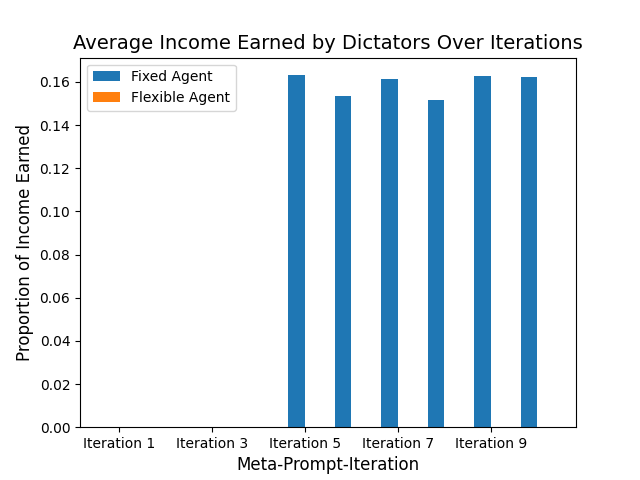 Average Income Earned by Dictators Over Iterations
Fixed Agent
Flexible Agent
Proportion of Income Earned
0.16
0.14
0.12
0.10
0.08
0.06
0.04
0.02
0.00
Iteration 1 Iteration 3 Iteration 5 Iteration 7 Iteration 9
Meta-Prompt-Iteration